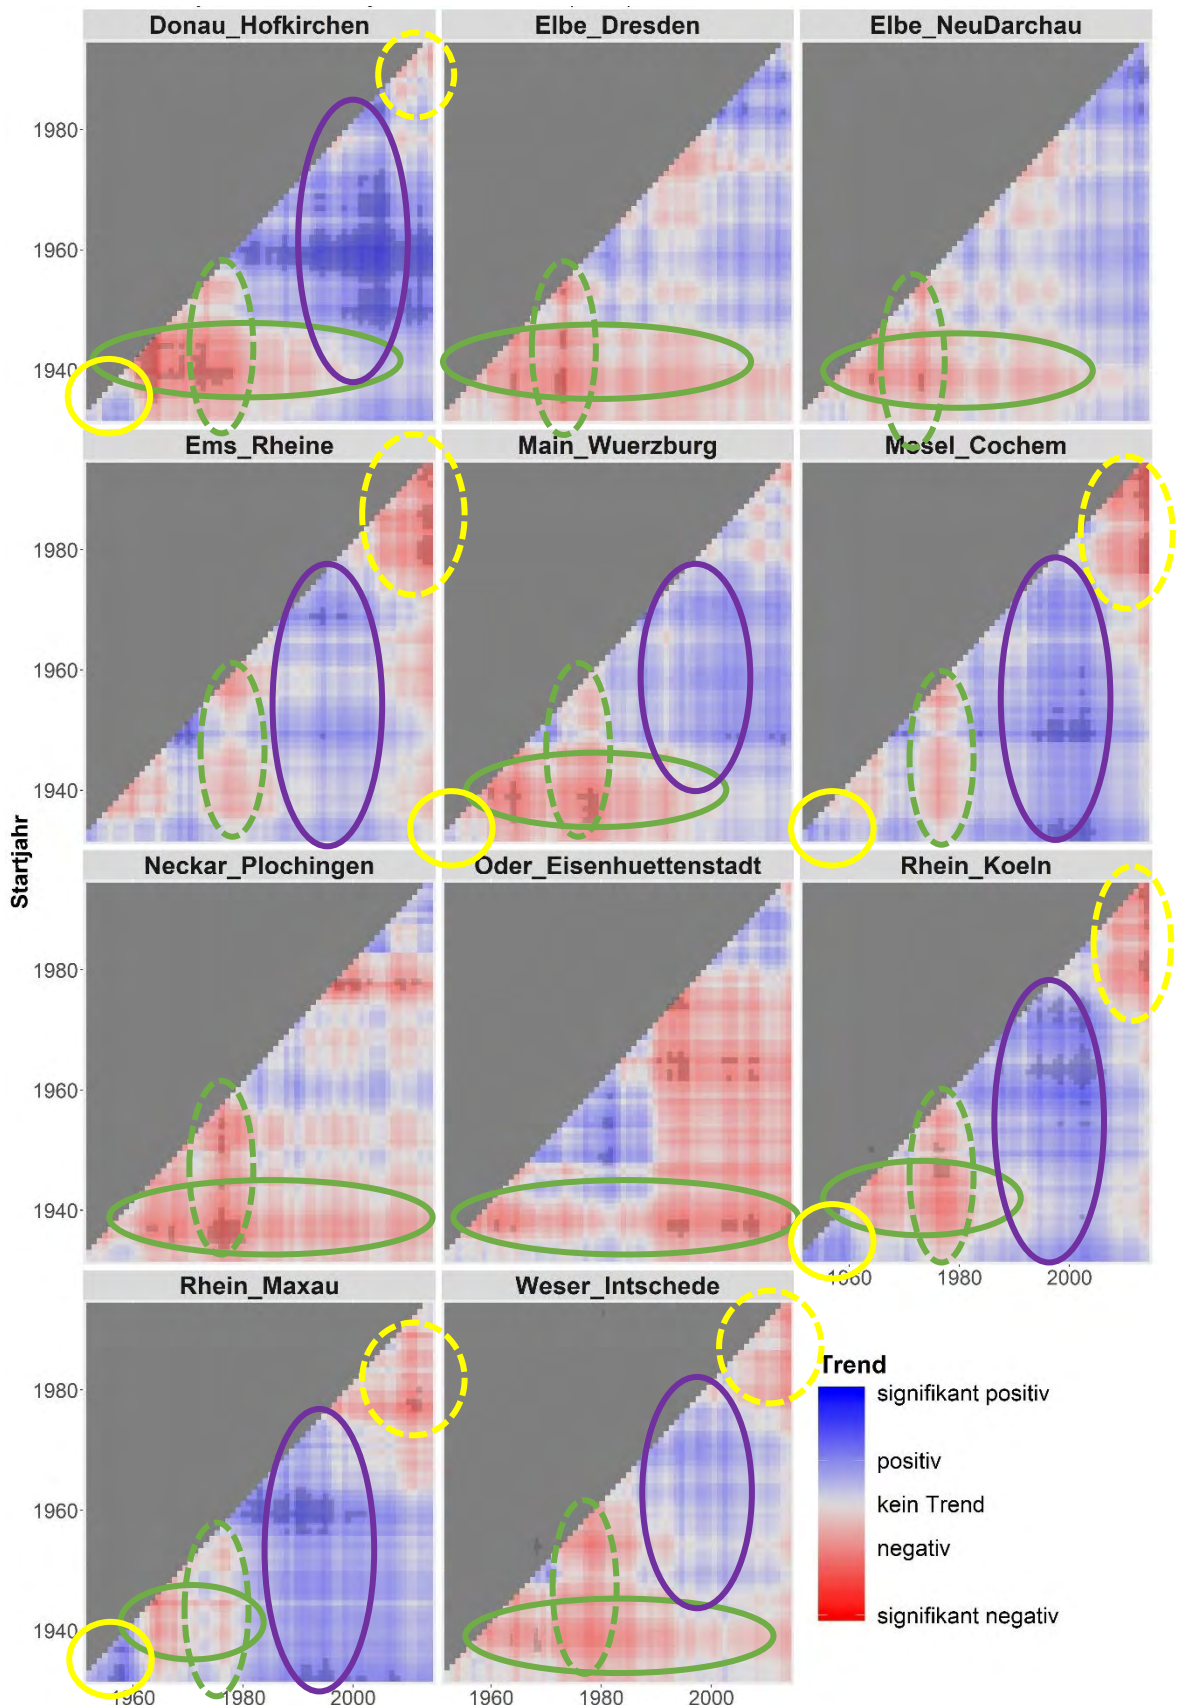 Donau_Hofkirchen Elbe_Dresden Elbe_NeuDarchau
1980
1960
1940
Ems_Rheine Main_Wuerzburg Mosel_Cochem
1980
1960
1940
Startjahr
Neckar_Plochingen Oder_Eisenhuettenstadt Rhein_Koeln
1980
1960
1940
1960 1980 2000
Rhein_Maxau Weser_Intschede
1980
1960
1940
1960 1980 2000 1960 1980 2000
Trend
signifikant positiv
positiv
kein Trend
negativ
signifikant negativ